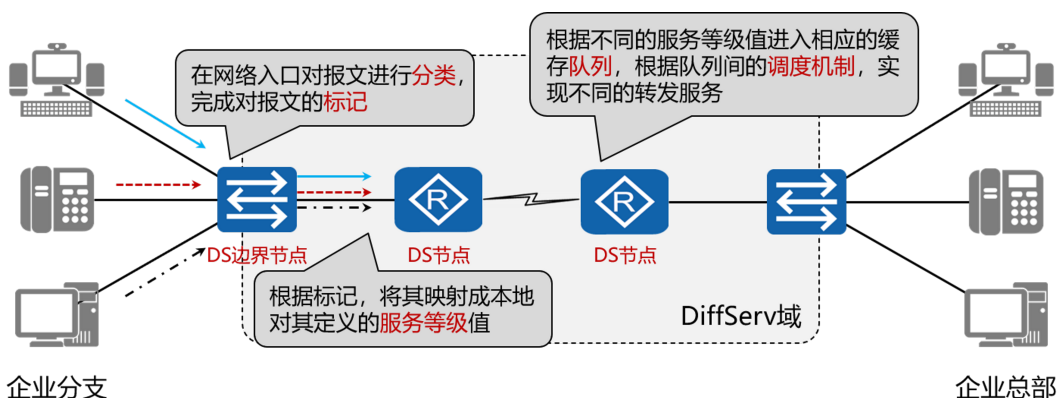 根据不同的服务等级值进入相应的缓
存队列，根据队列间的调度机制，实
现不同的转发服务
在网络入口对报文进行分类，
完成对报文的标记
R
R
DS边界节点
DS节点
DS节点
根据标记，将其映射成本地
对其定义的服务等级值
DiffServ域
企业分支
企业总部